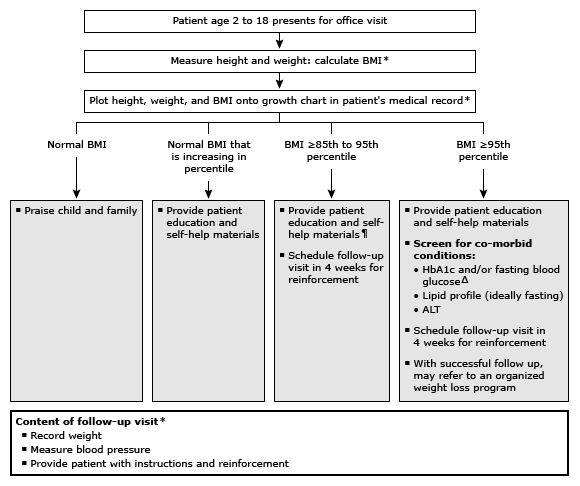 Patient age 2 to 18 presents for office visit
Measure height and weight: calculate BMI*
Plot height, weight, and BMI onto growth chart in patient's medical record*
Normal BMI
Normal BMI that
is increasing in
percentile
BMI ≥85th to 95th
percentile
BMI ≥95th
percentile
▪ Praise child and family
▪ Provide patient
education and
self-help materials
▪ Provide patient
education and self-
help materials¶
▪ Schedule follow-up
visit in 4 weeks for
reinforcement
▪ Provide patient education
and self-help materials
▪ Screen for co-morbid
conditions:
• HbA1c and/or fasting blood
glucoseΔ
• Lipid profile (ideally fasting)
• ALT
▪ Schedule follow-up visit in
4 weeks for reinforcement
▪ With successful follow up,
may refer to an organized
weight loss program
Content of follow-up visit*
▪ Record weight
▪ Measure blood pressure
▪ Provide patient with instructions and reinforcement